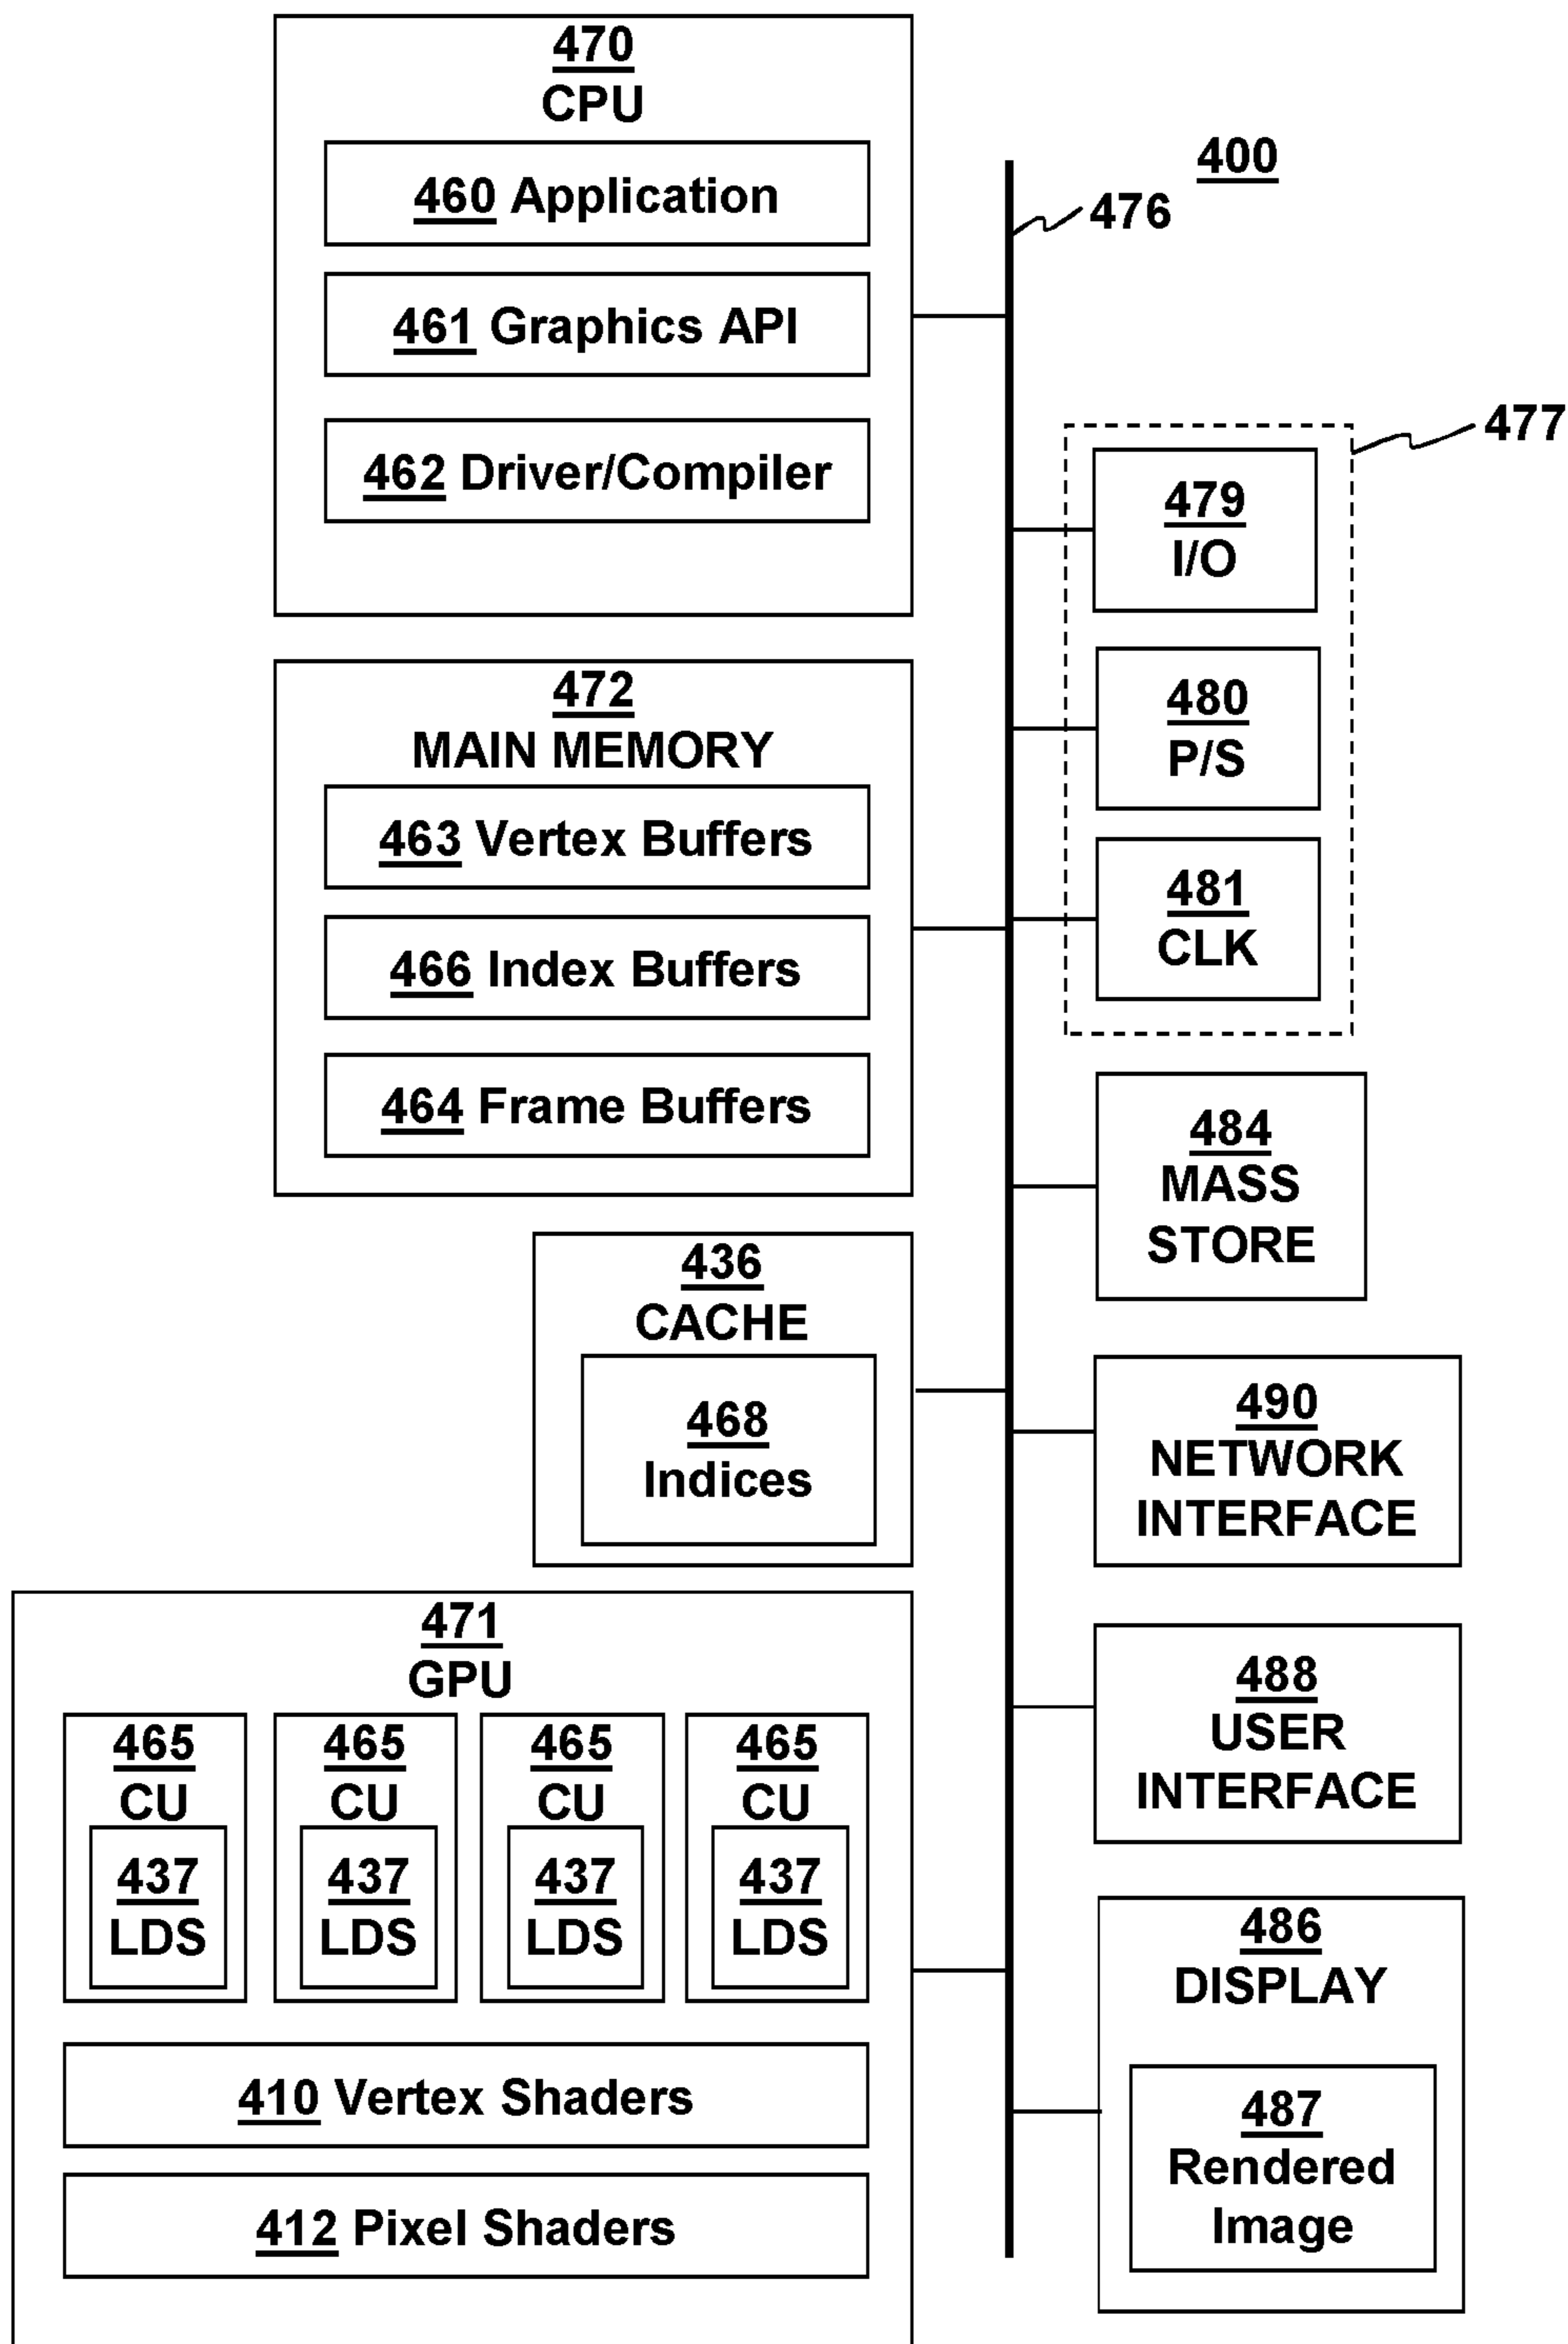 470
CPU
460 Application
461 Graphics API
462 Driver/Compiler
400
476
477
479
I/O
480
P/S
481
CLK
472
MAIN MEMORY
463 Vertex Buffers
466 Index Buffers
464 Frame Buffers
484
MASS
STORE
436
CACHE
468
Indices
490
NETWORK
INTERFACE
471
GPU
465
CU
437
LDS
465
CU
437
LDS
465
CU
437
LDS
465
CU
437
LDS
410 Vertex Shaders
412 Pixel Shaders
488
USER
INTERFACE
486
DISPLAY
487
Rendered
Image